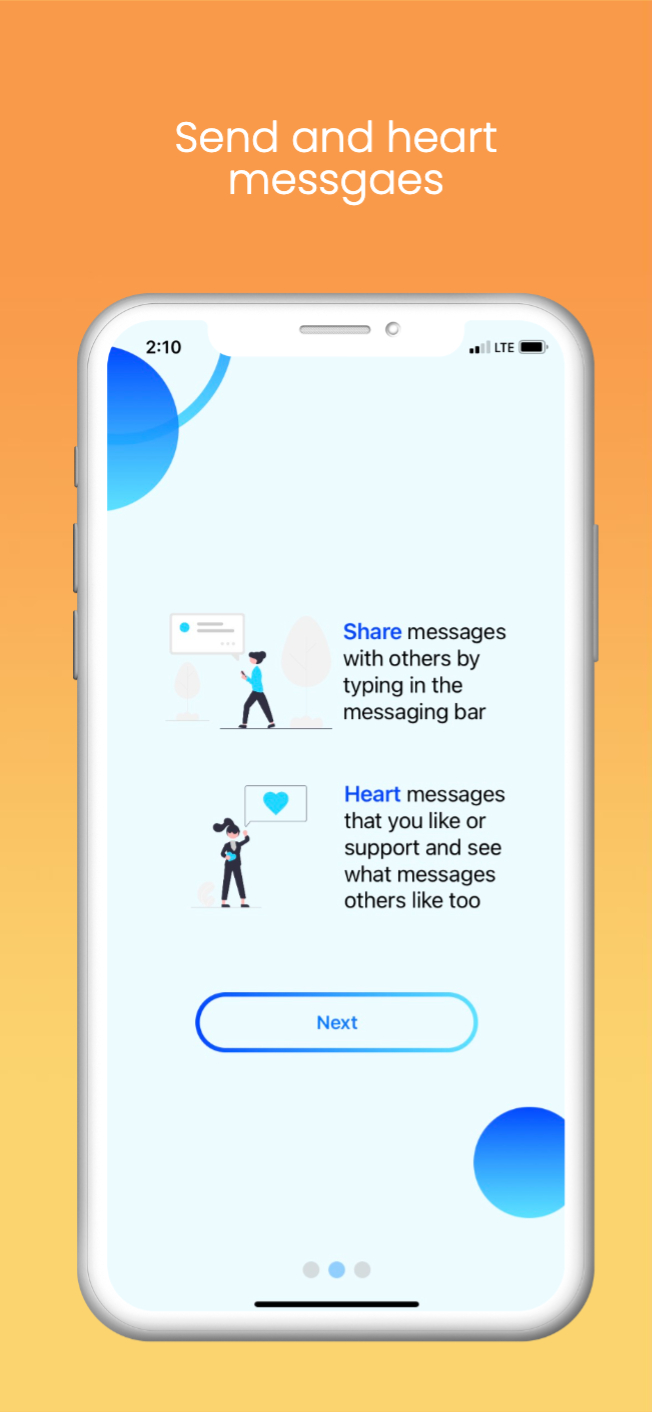 Send and heart
messgaes
2:10
LTE
Share messages
with others by
typing in the
messaging bar
Heart messages
that you like or
support and see
what messages
others like too
Next